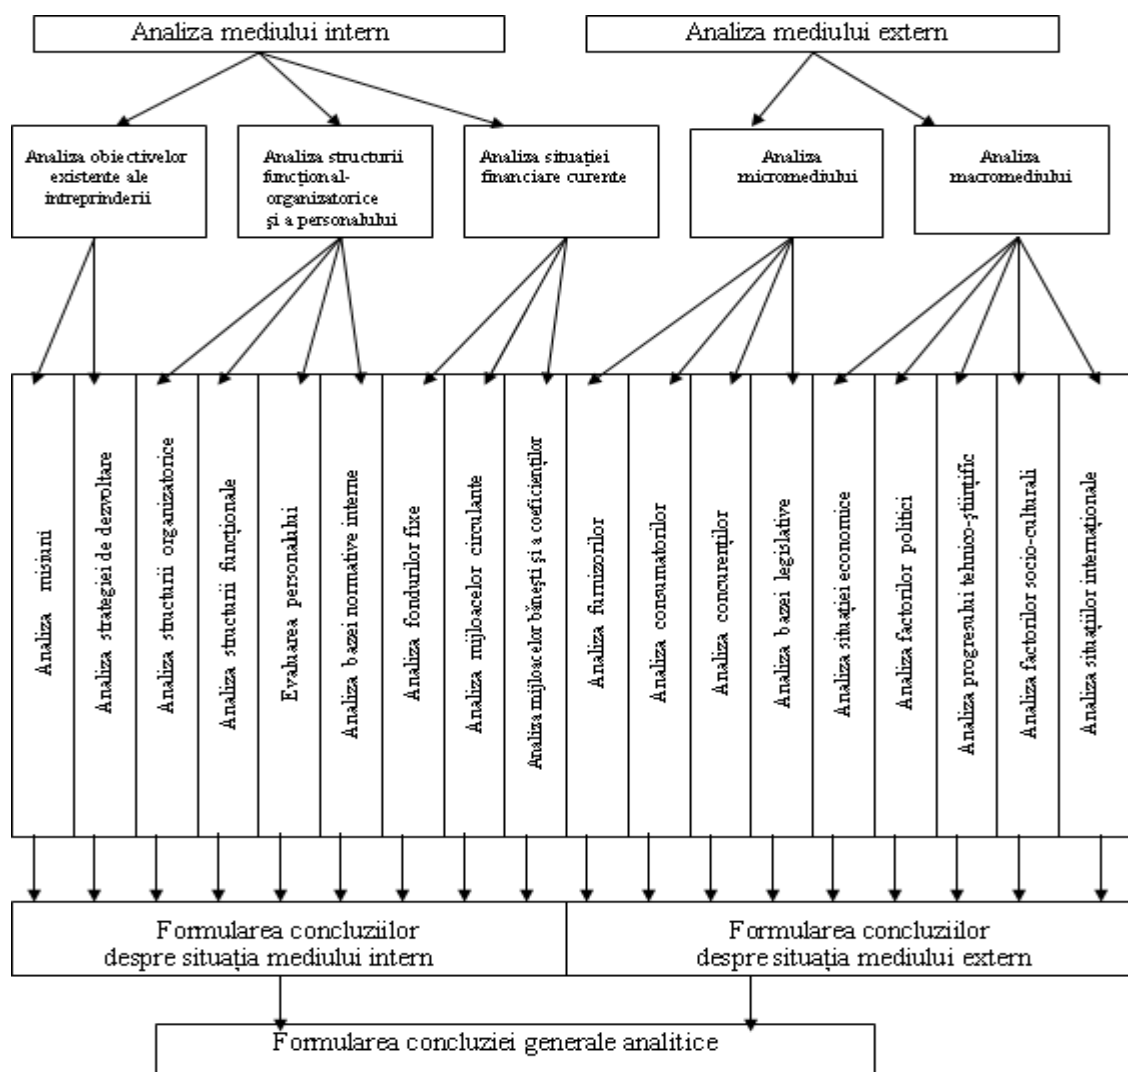 Analiza mediului intern
Analiza mediului extern
Analiza obiectivelor
existente ale
intreprinderii
Analiza structurii
funcțional-
organizatorice
și a personalului
Analiza situației
financiare curente
Analiza
micromediului
Analiza
macromediului
Analiza misiuni
Analiza strategiei de dezvoltare
Analiza structurii organizatorice
Analiza structurii funcționale
Evaluarea personalului
Analiza bazei normative interne
Analiza fondurilor fixe
Analiza mijloacelor circulante
Analiza mijloacelor bănești și a coeficienților
Analiza furnizorilor
Analiza consumatorilor
Analiza concurenților
Analiza bazei legislative
Analiza situației economice
Analiza factorilor politici
Analiza progresului tehnico-științific
Analiza factorilor socio-culturali
Analiza situațiilor internaționale
Formularea concluziilor
despre situația mediului intern
Formularea concluziilor
despre situația mediului extern
Formularea concluziei generale analitice